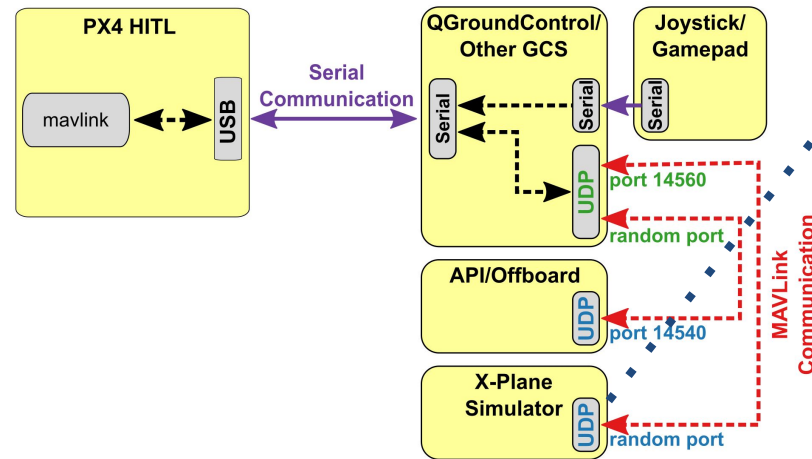 PX4 HITL
mavlink
USB
Serial
Communication
QGroundControl/
Other GCS
Serial
Serial
UDP
port 14560
random port
Joystick/
Gamepad
Serial
API/Offboard
UDP
port 14540
X-Plane
Simulator
UDP
random port
MAVLink
Communication